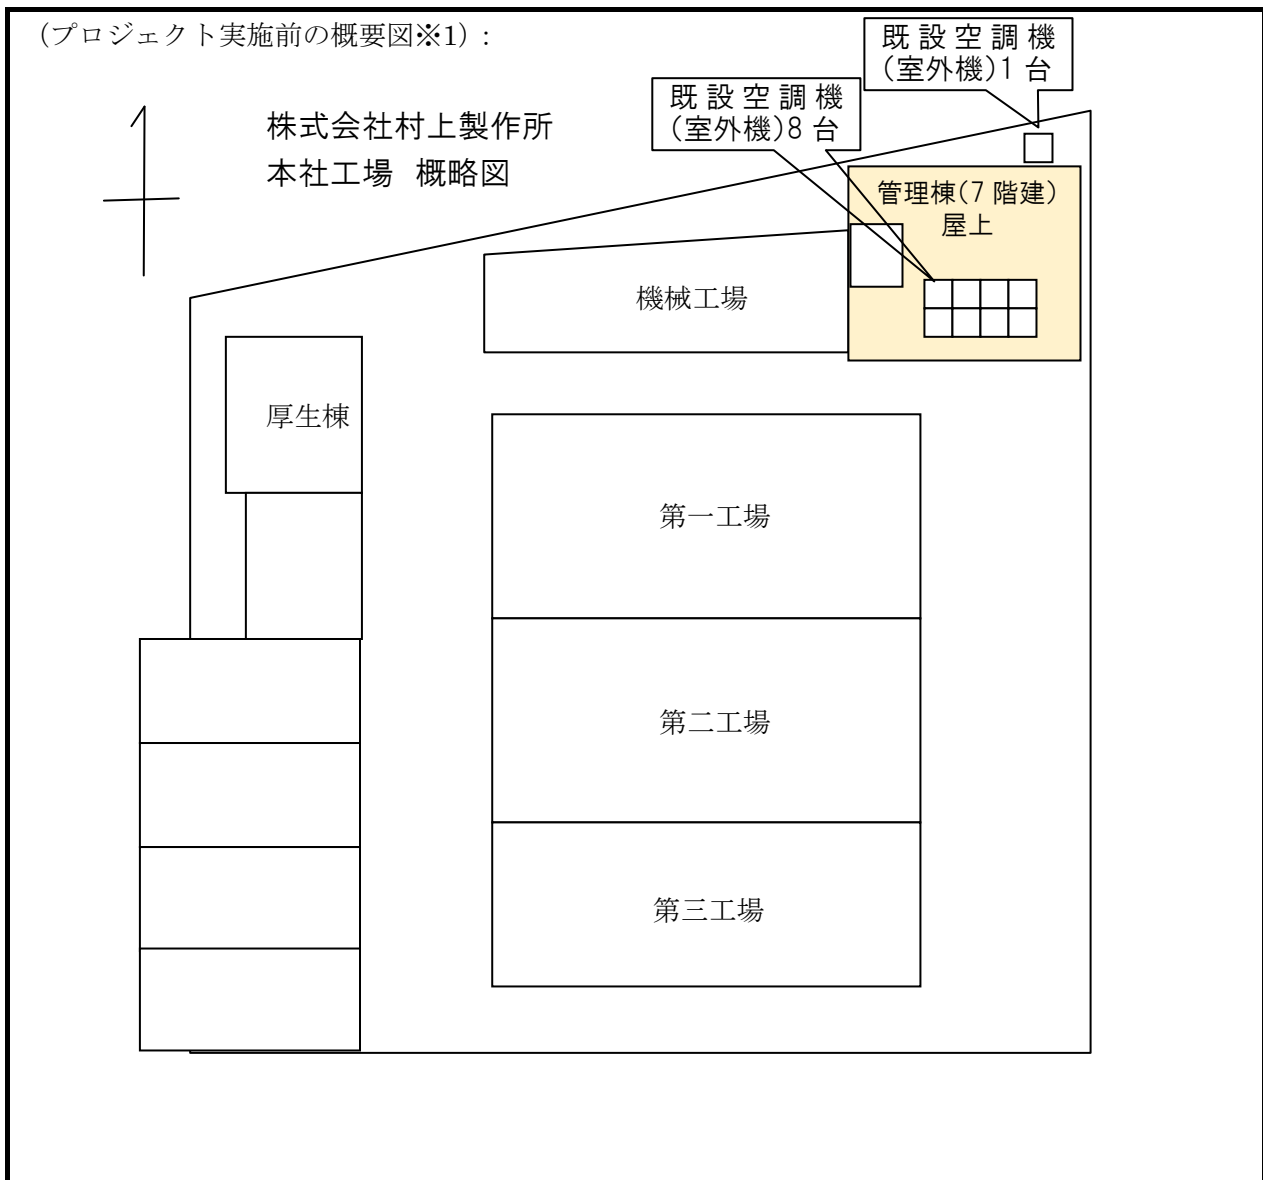 (プロジェクト実施前の概要図※1)：
既設空調機
(室外機)1 台
既設空調機
(室外機)8 台
株式会社村上製作所
本社工場 概略図
管理棟(7 階建)
屋上
機械工場
厚生棟
第一工場
第二工場
第三工場